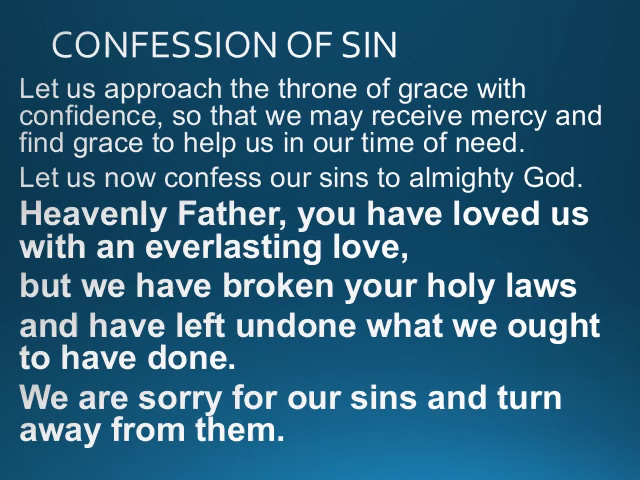 CONFESSION OF SIN
Let us approach the throne of grace with
confidence, so that we may receive mercy and
find grace to help us in our time of need.
Let us now confess our sins to almighty God.
Heavenly Father, you have loved us
with an everlasting love,
but we have broken your holy laws
and have left undone what we ought
to have done.
We are sorry for our sins and turn
away from them.